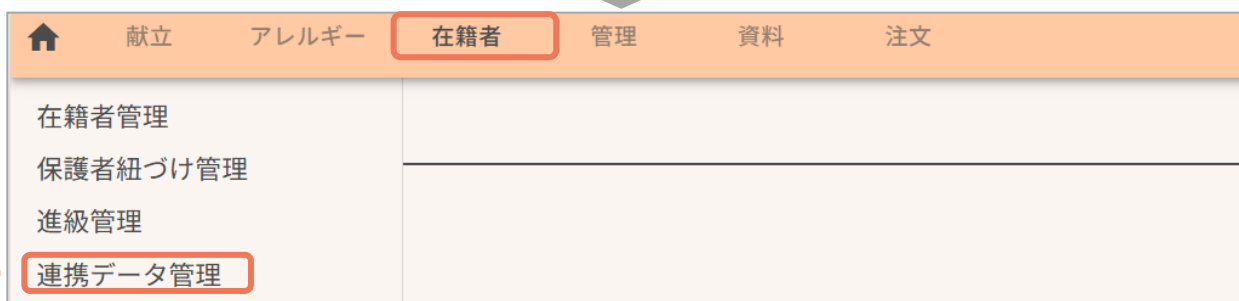 献立 アレルギー 在籍者 管理 資料 注文
在籍者管理
保護者紐づけ管理
進級管理
連携データ管理